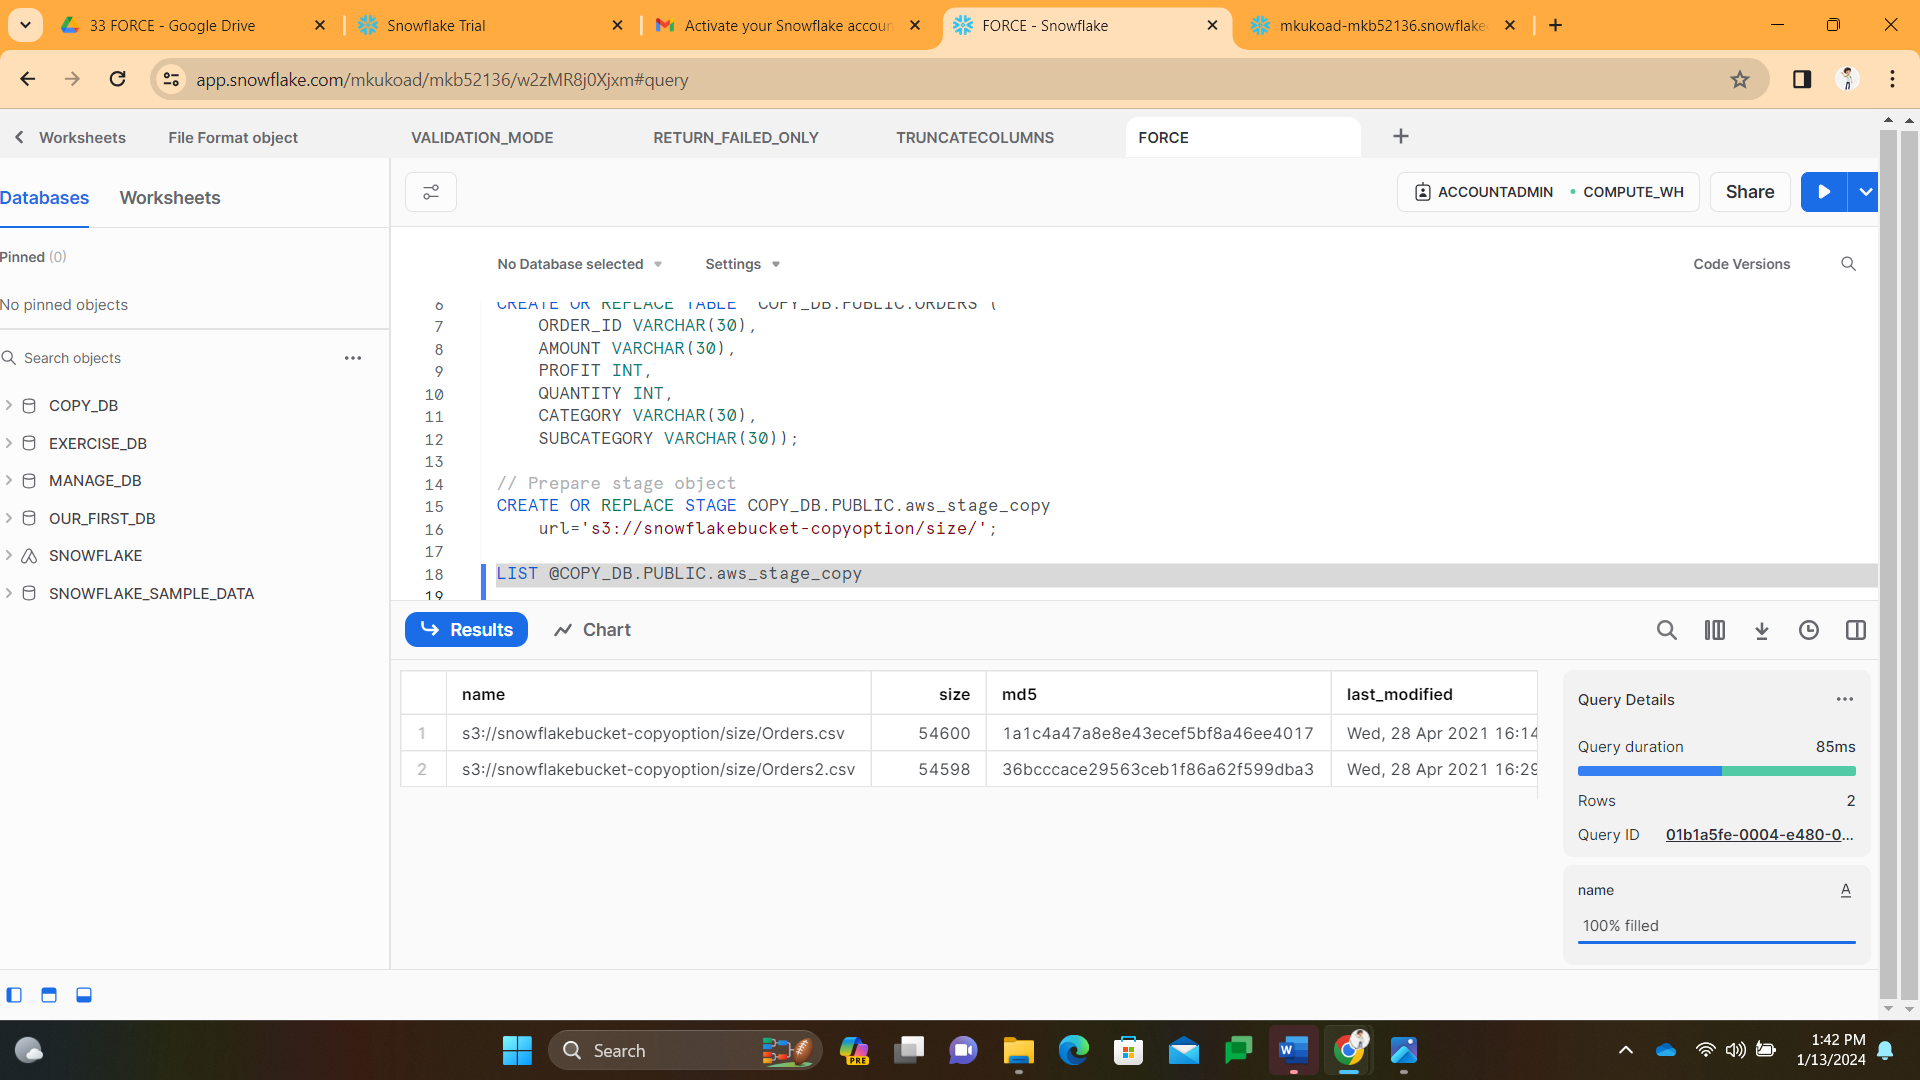 33 FORCE - Google Drive
Snowflake Trial
Activate your Snowflake accoun
FORCE - Snowflake
mkukoad-mkb52136.snowflake
app.snowflake.com/mkukoad/mkb52136/w2zMR8j0Xjxm#query
Worksheets
File Format object
VALIDATION_MODE
RETURN_FAILED_ONLY
TRUNCATECOLUMNS
FORCE
Databases
Worksheets
ACCOUNTADMIN
COMPUTE_WH
Share
Pinned (0)
No pinned objects
Search objects
COPY_DB
EXERCISE_DB
MANAGE_DB
OUR_FIRST_DB
SNOWFLAKE
SNOWFLAKE_SAMPLE_DATA
No Database selected
Settings
Code Versions
6 CREATE OR REPLACE TABLE COPY_DB.PUBLIC.ORDERS (
7 ORDER_ID VARCHAR(30),
8 AMOUNT VARCHAR(30),
9 PROFIT INT,
10 QUANTITY INT,
11 CATEGORY VARCHAR(30),
12 SUBCATEGORY VARCHAR(30));
13
14 // Prepare stage object
15 CREATE OR REPLACE STAGE COPY_DB.PUBLIC.aws_stage_copy
16 url='s3://snowflakebucket-copyoption/size/';
17
18 LIST @COPY_DB.PUBLIC.aws_stage_copy
19
Results
Chart
name size md5 last_modified
1 s3://snowflakebucket-copyoption/size/Orders.csv 54600 1a1c4a47a8e8e43ecef5bf8a46ee4017 Wed, 28 Apr 2021 16:14
2 s3://snowflakebucket-copyoption/size/Orders2.csv 54598 36bcccace29563ceb1f86a62f599dba3 Wed, 28 Apr 2021 16:29
Query Details
Query duration 85ms
Rows 2
Query ID 01b1a5fe-0004-e480-0...
name A
100% filled
Search
PRE
W
1:42 PM
1/13/2024